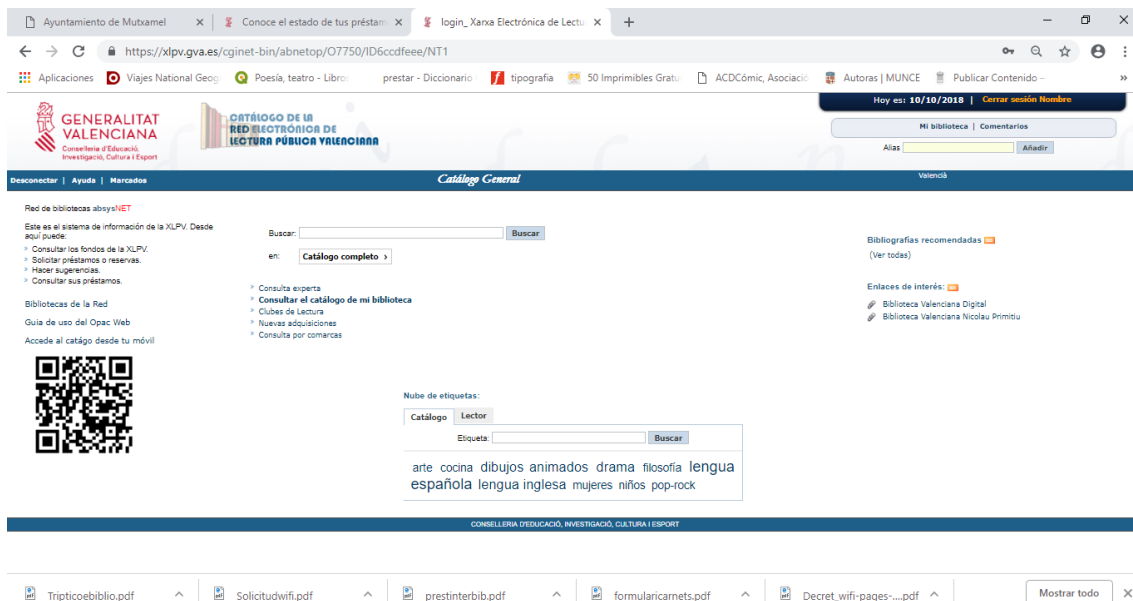 Ayuntamiento de Mutxamel
Conoce el estado de tus préstam
login_ Xarxa Electrónica de Lectu
https://xlpv.gva.es/cginet-bin/abnetop/O7750/ID6ccdfeee/NT1
Aplicaciones
Viajes National Geog
Poesía, teatro - Libro
prestar - Diccionario
tipografia
50 Imprimibles Gratu
ACDCómic, Asociació
Autoras | MUNCE
Publicar Contenido –
»
GENERALITAT
VALENCIANA
Conselleria d'Educació,
Investigació, Cultura i Esport
CATÁLOGO DE LA
RED ELECTRÓNICA DE
LECTURA PÚBLICA VALENCIANA
Hoy es: 10/10/2018 | Cerrar sesión Nombre
Mi biblioteca | Comentarios
Alias
Añadir
Desconectar | Ayuda | Marcados
Catálogo General
Valencià
Red de bibliotecas absysNET
Este es el sistema de información de la XLPV. Desde
aquí puede:
Consultar los fondos de la XLPV.
Solicitar préstamos o reservas.
Hacer sugerencias.
Consultar sus préstamos.
Bibliotecas de la Red
Guia de uso del Opac Web
Accede al catágo desde tu móvil
Buscar:
Buscar
en:
Catálogo completo ›
Consulta experta
Consultar el catálogo de mi biblioteca
Clubes de Lectura
Nuevas adquisiciones
Consulta por comarcas
Bibliografías recomendadas
(Ver todas)
Enlaces de interés:
Biblioteca Valenciana Digital
Biblioteca Valenciana Nicolau Primitiu
Nube de etiquetas:
Catálogo
Lector
Etiqueta:
Buscar
arte cocina dibujos animados drama filosofía lengua
española lengua inglesa mujeres niños pop-rock
CONSELLERIA D'EDUCACIÓ, INVESTIGACIÓ, CULTURA I ESPORT
Tripticoebiblio.pdf
Solicitudwifi.pdf
prestinterbib.pdf
formularicarnets.pdf
Decret_wifi-pages-....pdf
Mostrar todo